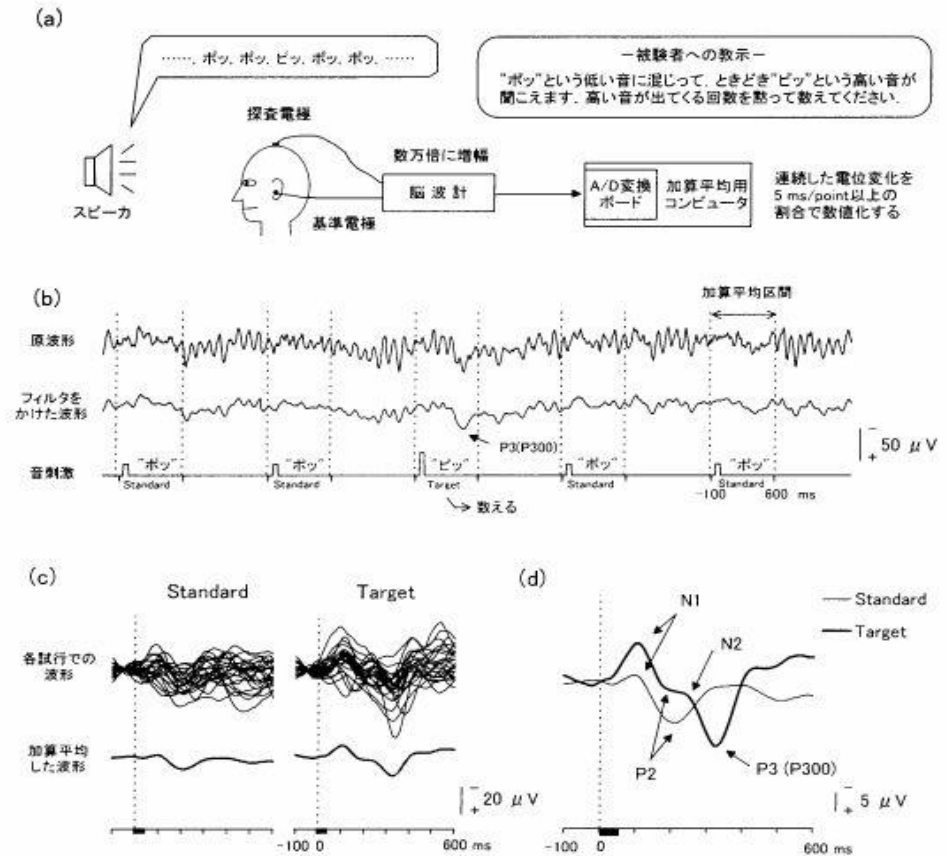 (a)
……, ポッ, ポッ, ピッ, ポッ, ポッ, ……
－被験者への教示－
"ポッ"という低い音に混じって, ときどき"ピッ"という高い音が
聞こえます. 高い音が出てくる回数を黙って数えてください.
探査電極
数万倍に増幅
スピーカ
脳波計
A/D変換
ボード
加算平均用
コンピュータ
連続した電位変化を
5 ms/point以上の
割合で数値化する
基準電極
(b)
加算平均区間
原波形
フィルタを
かけた波形
P3(P300)
－
＋
50 μV
音刺激
"ポッ"
"ポッ"
"ピッ"
"ポッ"
"ポッ"
Standard
Standard
Target
Standard
Standard
-100
600 ms
数える
(c)
Standard
Target
各試行での
波形
加算平均
した波形
－
＋
20 μV
-100 0
600 ms
(d)
N1
Standard
Target
N2
P2
P3 (P300)
－
＋
5 μV
-100
0
600 ms